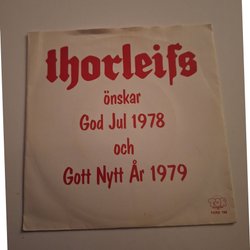 thorleifs
önskar
God Jul 1978
och
Gott Nytt År 1979